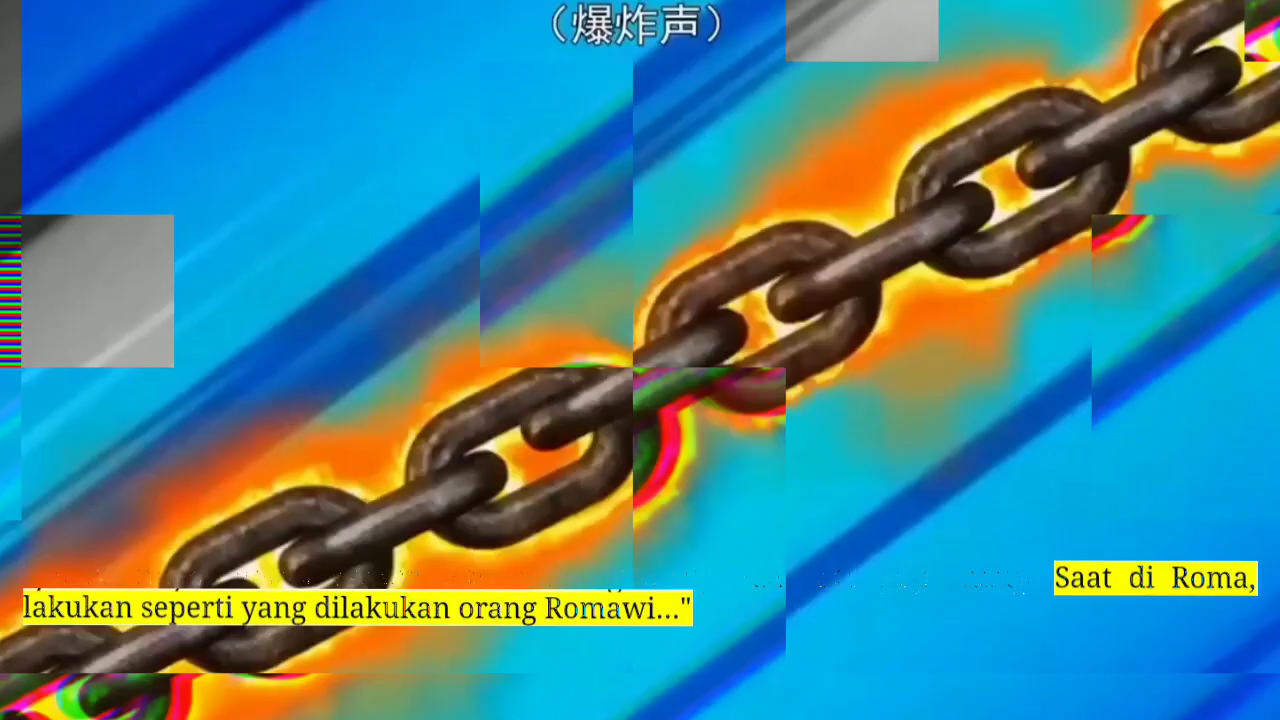 （爆炸声）
Saat di Roma,
lakukan seperti yang dilakukan orang Romawi..."